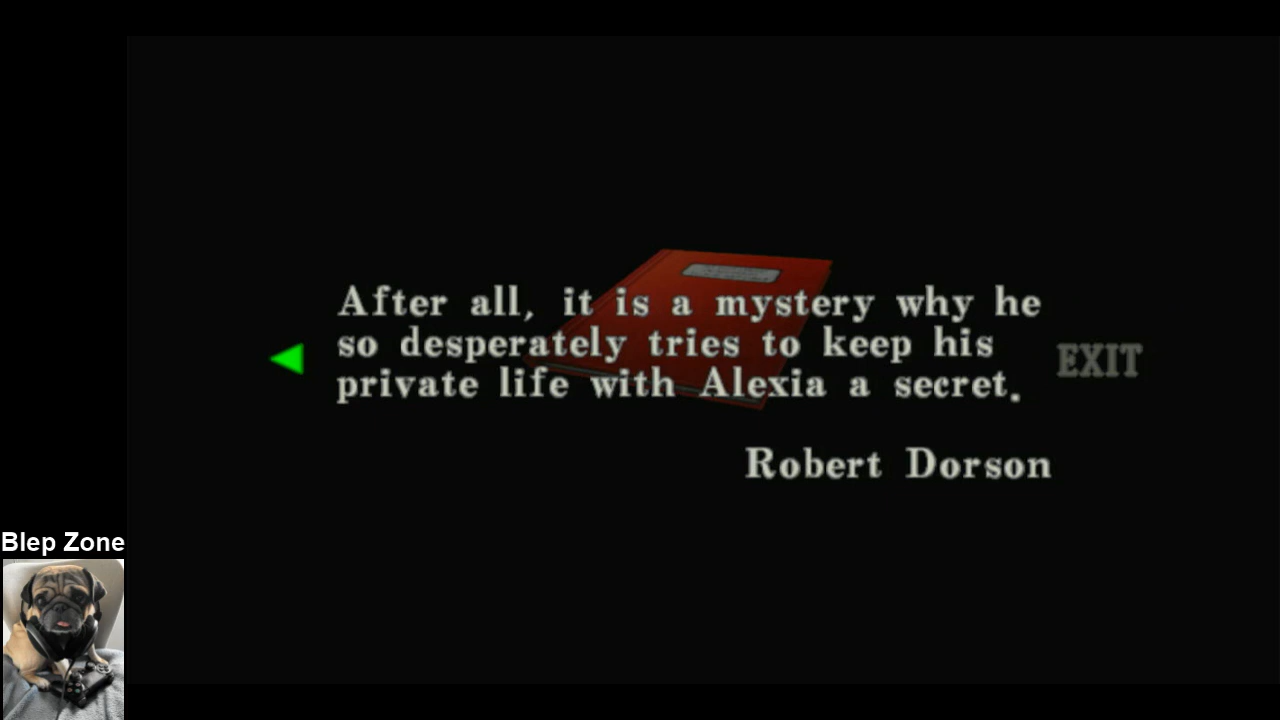 After all, it is a mystery why he
so desperately tries to keep his
private life with Alexia a secret.
EXIT
Robert Dorson
Blep Zone